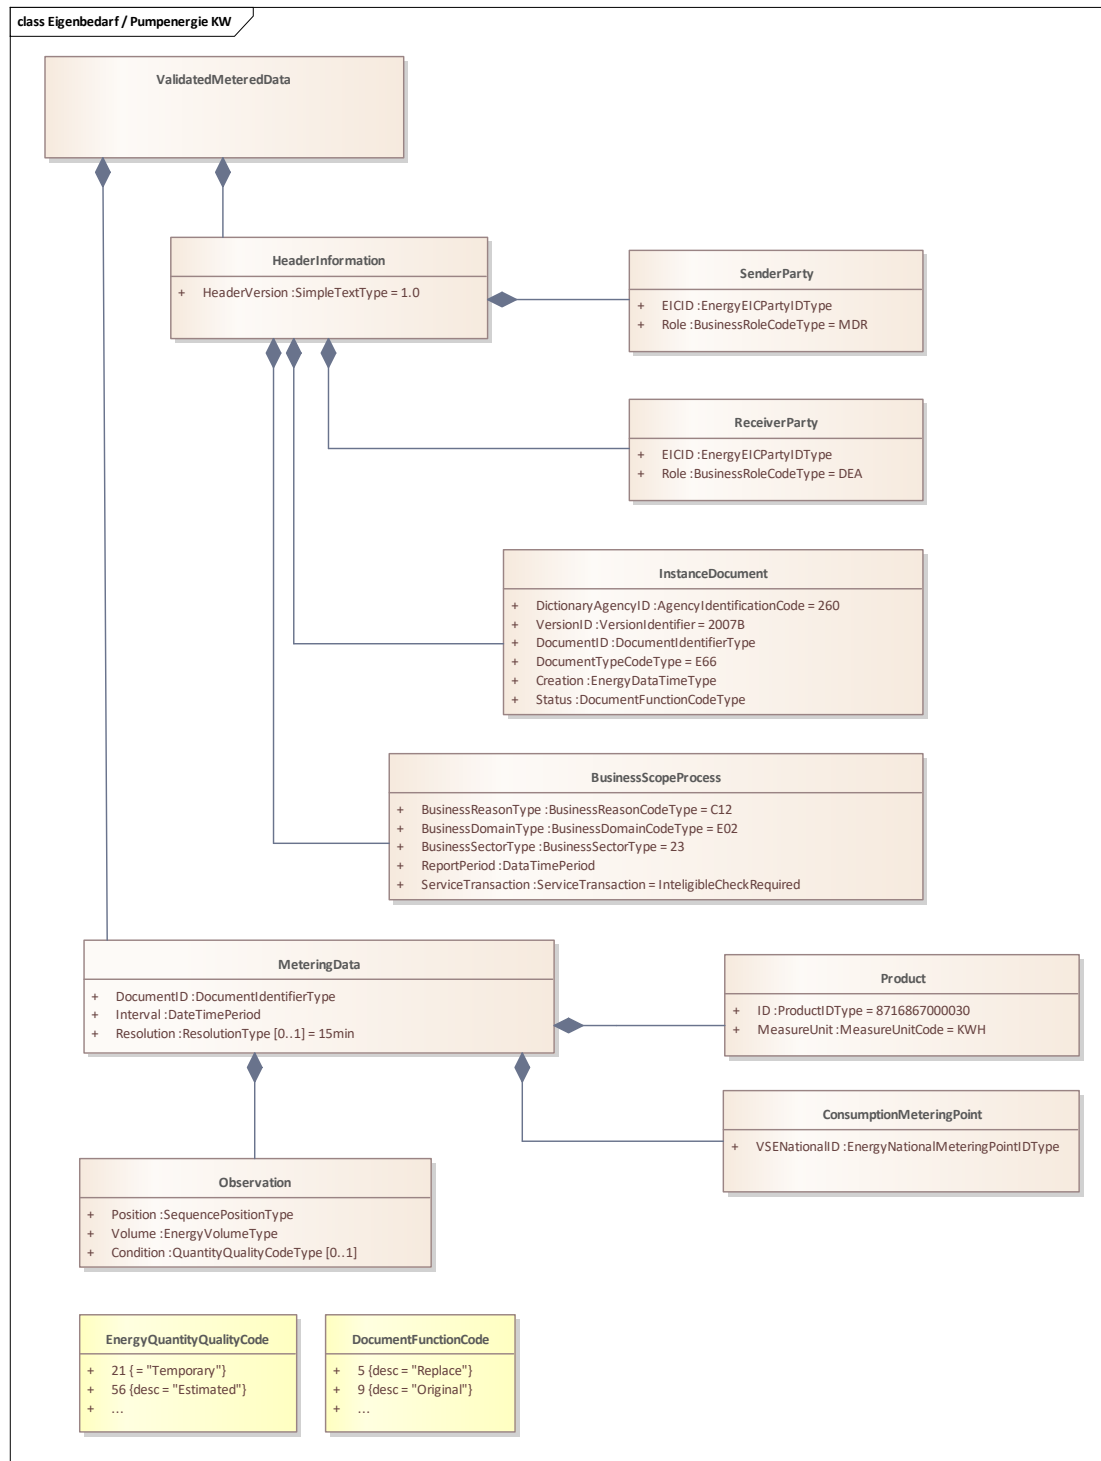 class Eigenbedarf / Pumpenergie KW
ValidatedMeteredData
HeaderInformation
+ HeaderVersion :SimpleTextType = 1.0
SenderParty
+ EICID :EnergyEICPartyIDType
+ Role :BusinessRoleCodeType = MDR
ReceiverParty
+ EICID :EnergyEICPartyIDType
+ Role :BusinessRoleCodeType = DEA
InstanceDocument
+ DictionaryAgencyID :AgencyIdentificationCode = 260
+ VersionID :VersionIdentifier = 2007B
+ DocumentID :DocumentIdentifierType
+ DocumentTypeCodeType = E66
+ Creation :EnergyDataTimeType
+ Status :DocumentFunctionCodeType
BusinessScopeProcess
+ BusinessReasonType :BusinessReasonCodeType = C12
+ BusinessDomainType :BusinessDomainCodeType = E02
+ BusinessSectorType :BusinessSectorType = 23
+ ReportPeriod :DataTimePeriod
+ ServiceTransaction :ServiceTransaction = InteligibleCheckRequired
MeteringData
+ DocumentID :DocumentIdentifierType
+ Interval :DateTimePeriod
+ Resolution :ResolutionType [0..1] = 15min
Product
+ ID :ProductIDType = 8716867000030
+ MeasureUnit :MeasureUnitCode = KWH
ConsumptionMeteringPoint
+ VSENationalID :EnergyNationalMeteringPointIDType
Observation
+ Position :SequencePositionType
+ Volume :EnergyVolumeType
+ Condition :QuantityQualityCodeType [0..1]
EnergyQuantityQualityCode
+ 21 { = "Temporary"}
+ 56 {desc = "Estimated"}
+ ...
DocumentFunctionCode
+ 5 {desc = "Replace"}
+ 9 {desc = "Original"}
+ ...